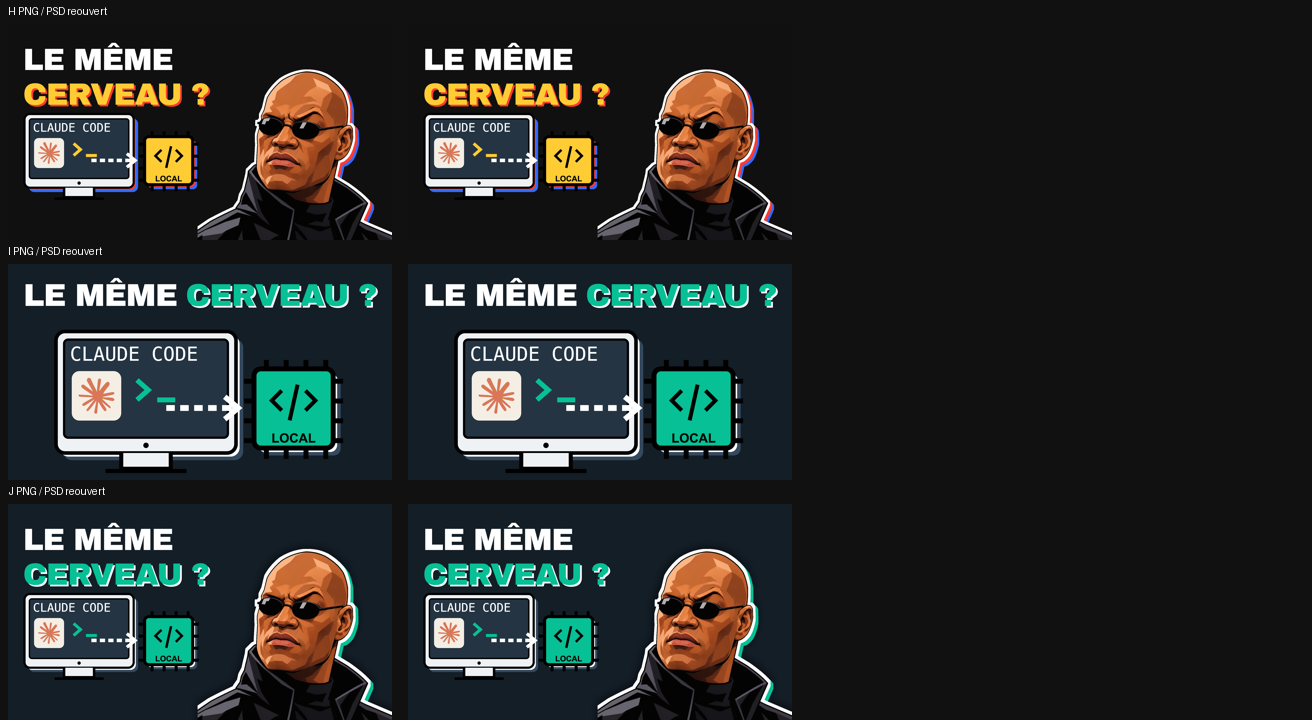 H PNG / PSD reouvert
LE MÊME
CERVEAU ?
CLAUDE CODE
>_
</>
LOCAL
LE MÊME
CERVEAU ?
CLAUDE CODE
>_
</>
LOCAL
I PNG / PSD reouvert
LE MÊME CERVEAU ?
CLAUDE CODE
>_
</>
LOCAL
LE MÊME CERVEAU ?
CLAUDE CODE
>_
</>
LOCAL
J PNG / PSD reouvert
LE MÊME
CERVEAU ?
CLAUDE CODE
>_
</>
LOCAL
LE MÊME
CERVEAU ?
CLAUDE CODE
>_
</>
LOCAL